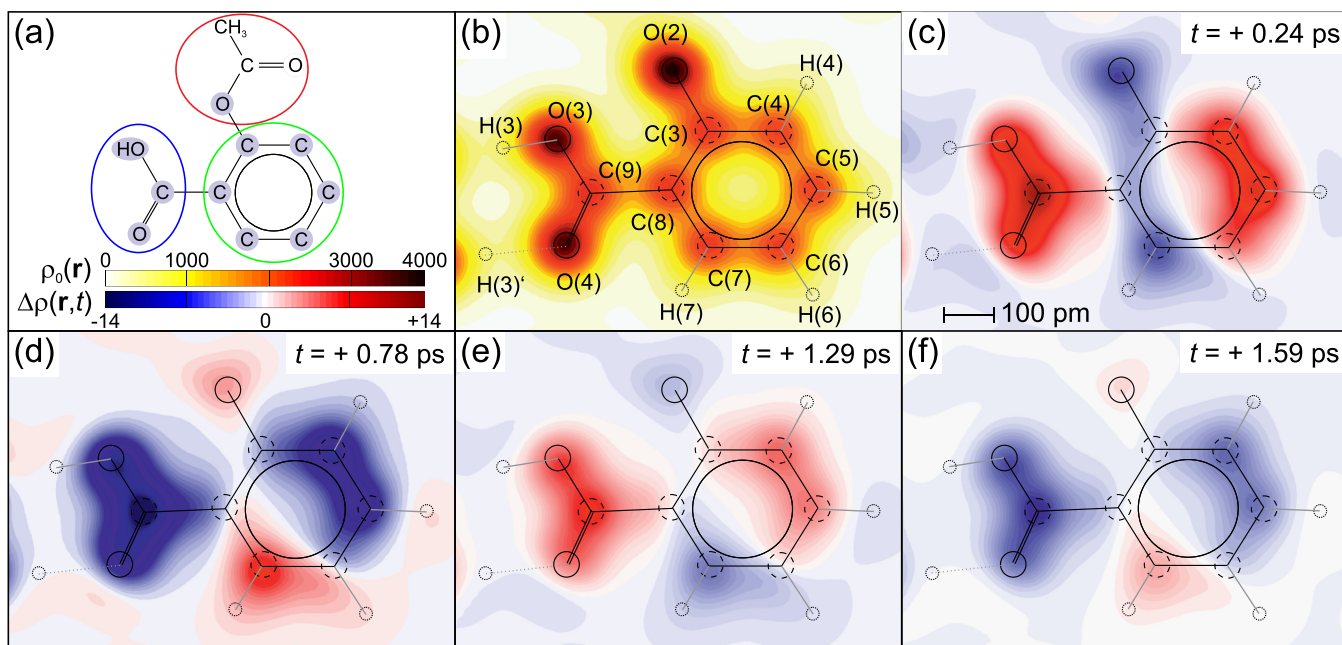 (a)
CH₃
C
O
O
HO
C
O
C
C
C
C
C
C
0 1000 3000 4000
ρ₀(r)
Δρ(r,t)
-14 0 +14
(b)
O(2)
H(4)
O(3)
H(3)
C(4)
C(3)
C(9)
C(5)
C(8)
H(5)
H(3)‘
O(4)
C(7)
C(6)
H(7)
H(6)
(c)
t = + 0.24 ps
100 pm
(d)
t = + 0.78 ps
(e)
t = + 1.29 ps
(f)
t = + 1.59 ps